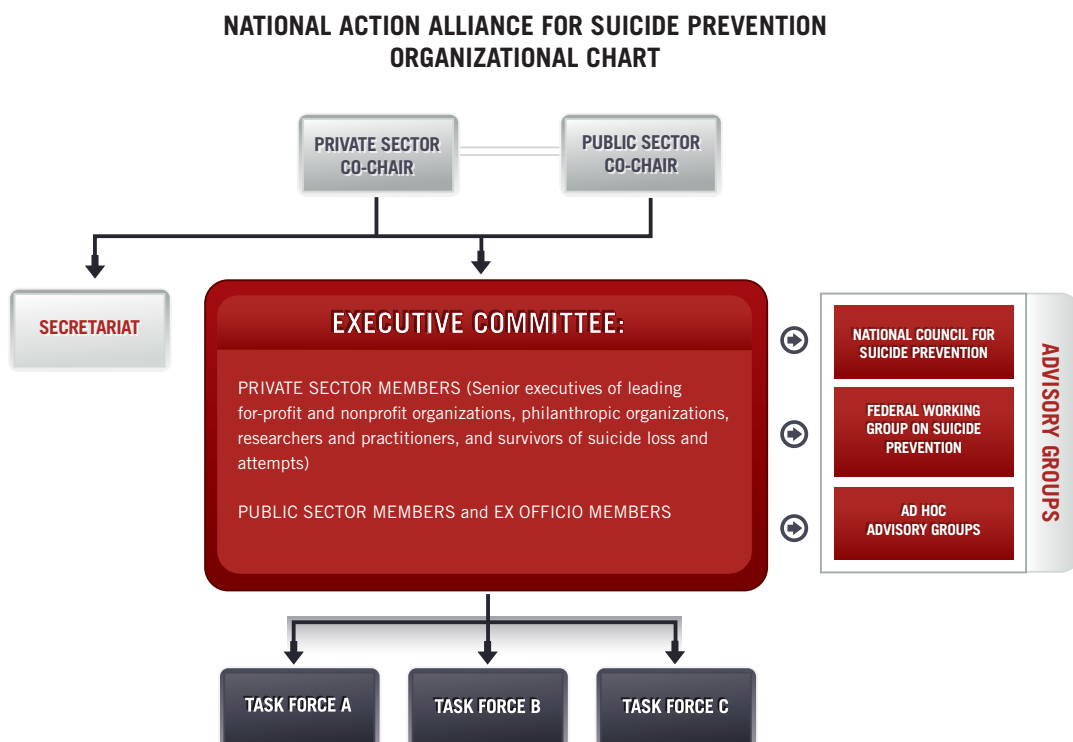 NATIONAL ACTION ALLIANCE FOR SUICIDE PREVENTION
ORGANIZATIONAL CHART
PRIVATE SECTOR
CO-CHAIR
PUBLIC SECTOR
CO-CHAIR
SECRETARIAT
EXECUTIVE COMMITTEE:
PRIVATE SECTOR MEMBERS (Senior executives of leading
for-profit and nonprofit organizations, philanthropic organizations,
researchers and practitioners, and survivors of suicide loss and
attempts)
PUBLIC SECTOR MEMBERS and EX OFFICIO MEMBERS
NATIONAL COUNCIL FOR
SUICIDE PREVENTION
FEDERAL WORKING
GROUP ON SUICIDE
PREVENTION
AD HOC
ADVISORY GROUPS
ADVISORY GROUPS
TASK FORCE A
TASK FORCE B
TASK FORCE C